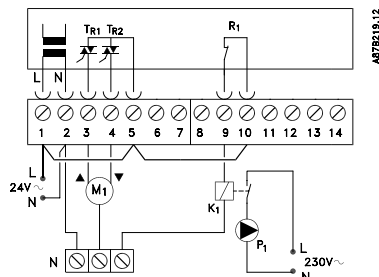 TR1 TR2 R1
A87B219.12
L N
1 2 3 4 5 6 7 8 9 10 11 12 13 14
L
24V~
N
M1
K1
P1
L
230V~
N
N